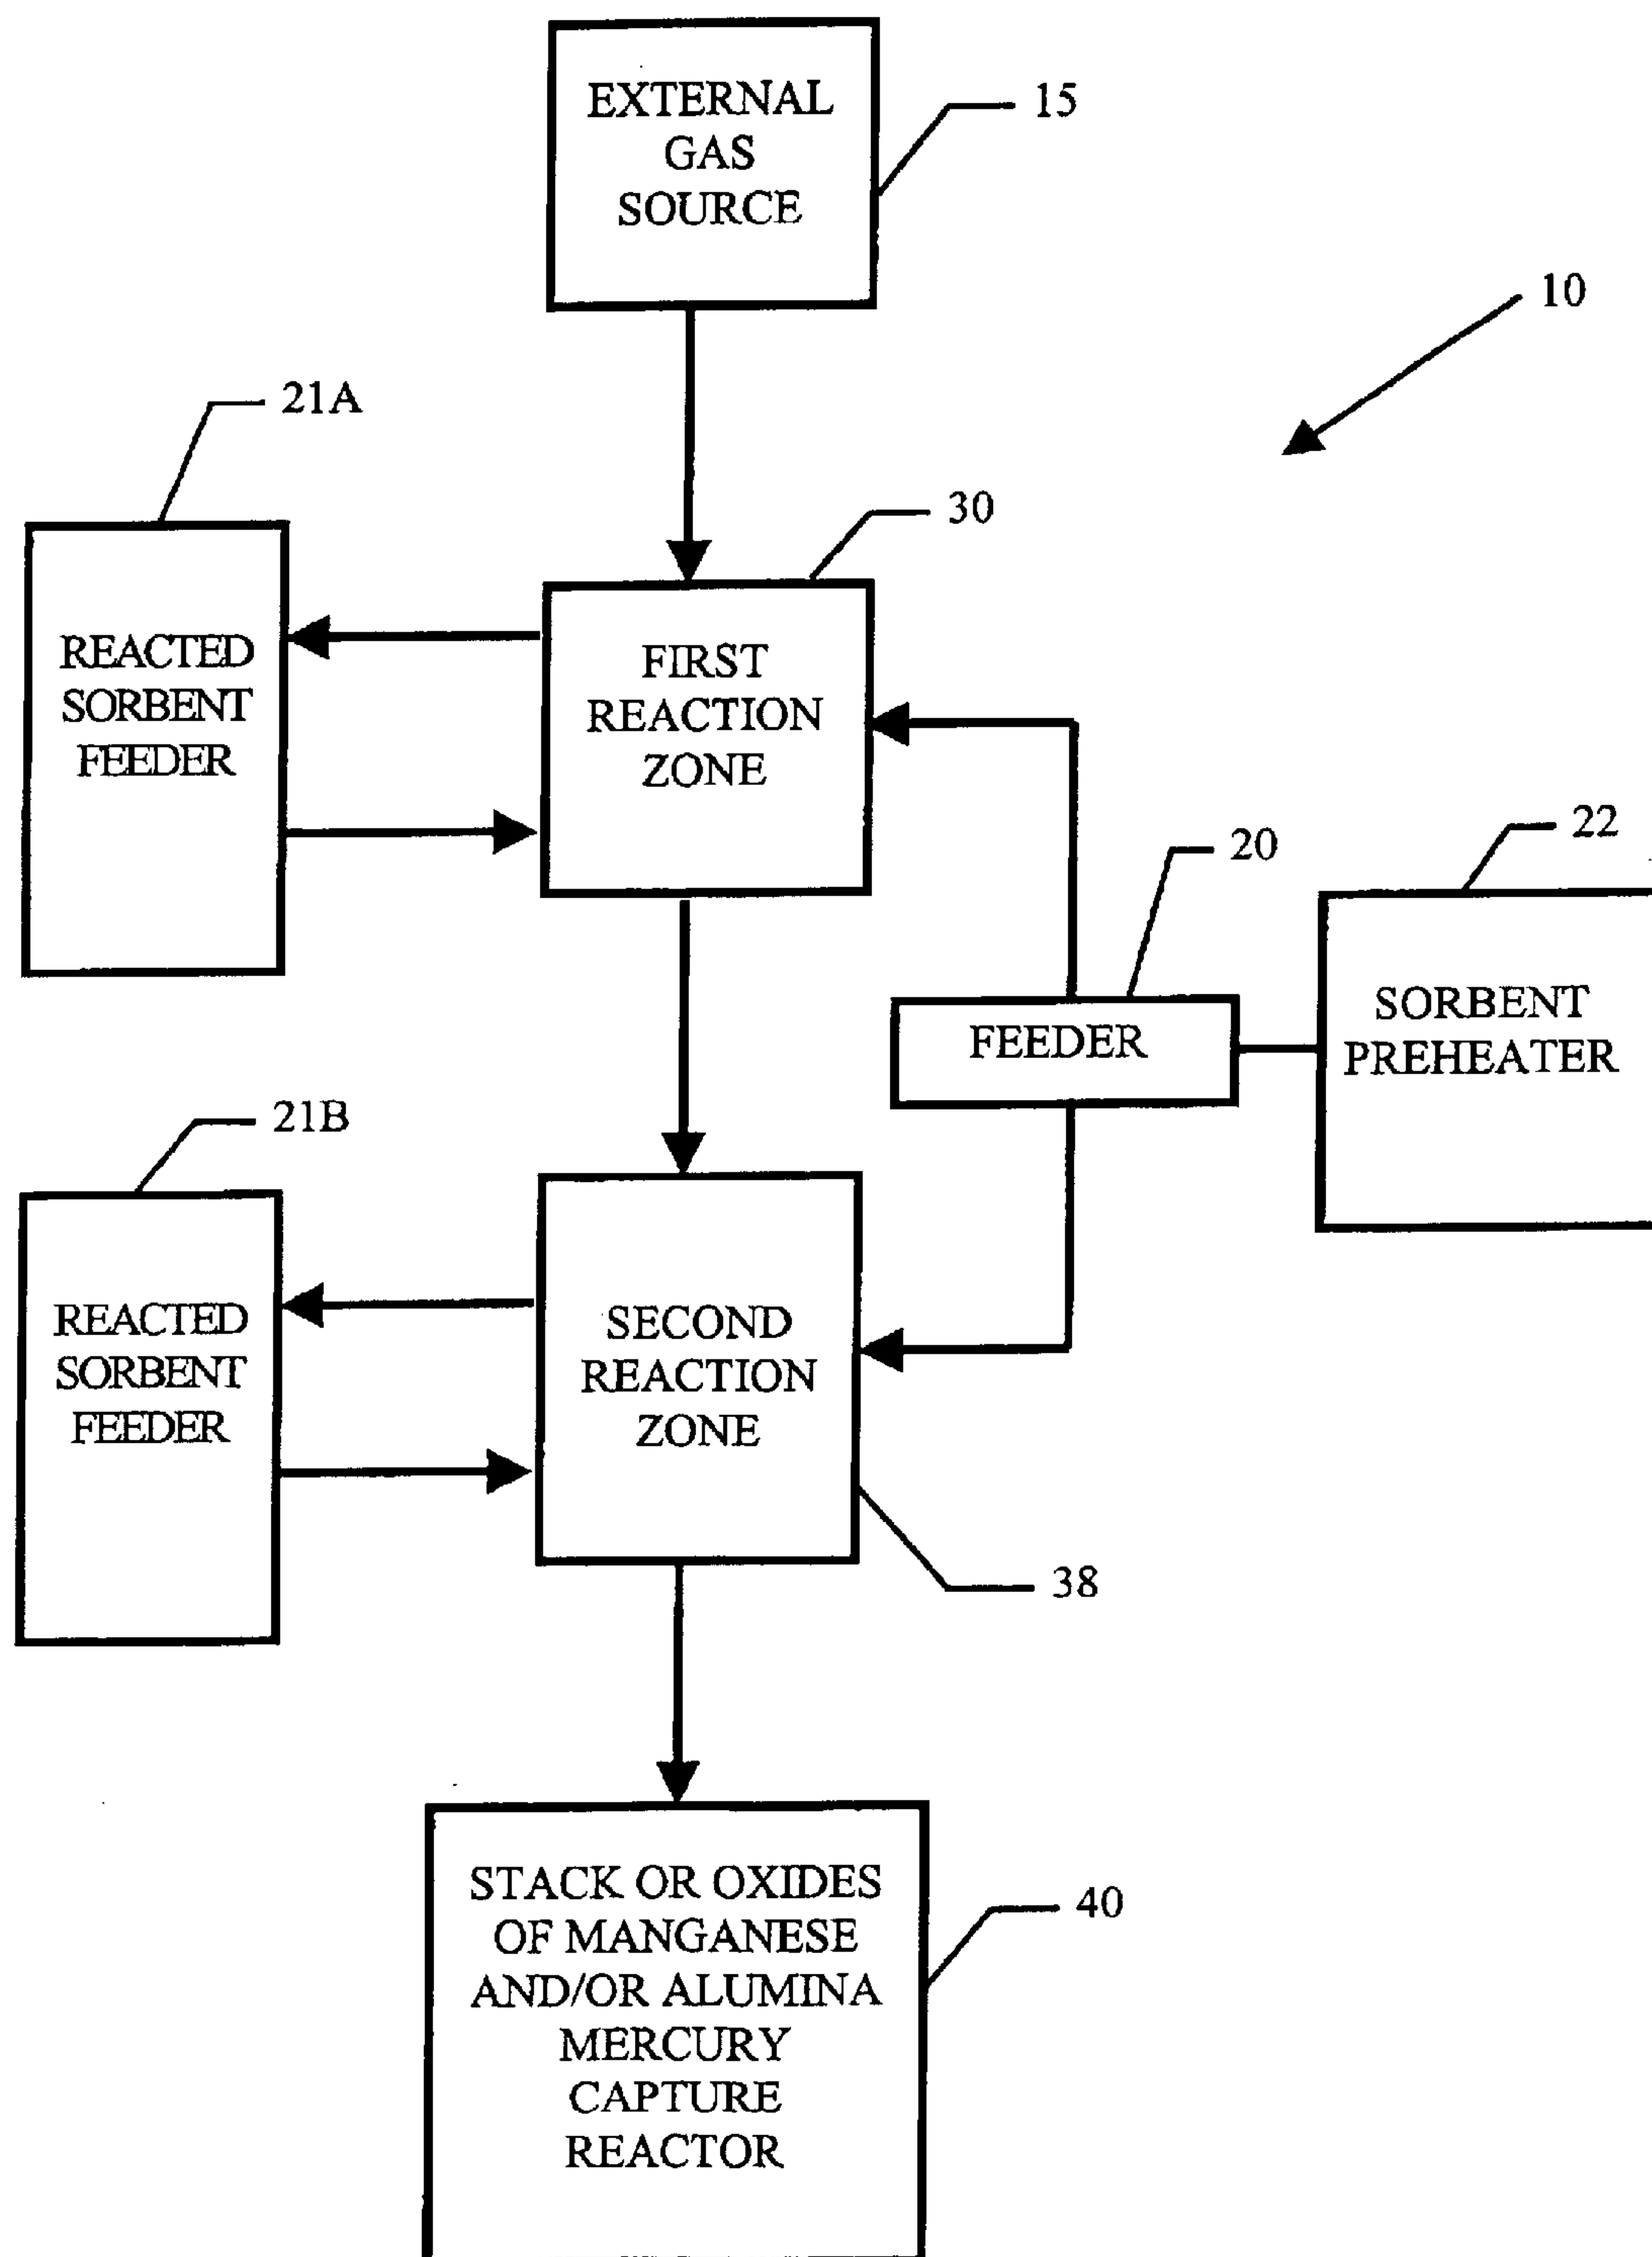 EXTERNAL
GAS
SOURCE
15
10
21A
30
REACTED
SORBENT
FEEDER
FIRST
REACTION
ZONE
20
22
FEEDER
SORBENT
PREHEATER
21B
REACTED
SORBENT
FEEDER
SECOND
REACTION
ZONE
38
STACK OR OXIDES
OF MANGANESE
AND/OR ALUMINA
MERCURY
CAPTURE
REACTOR
40